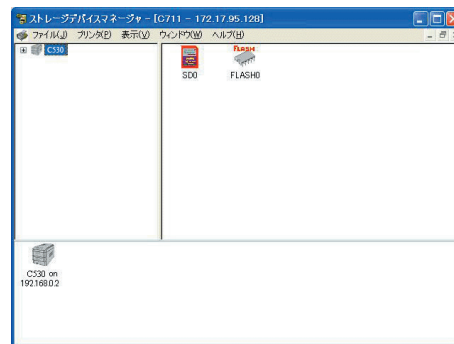 ストレージデバイスマネージャー - [C711 - 172.17.95.128]
ファイル(J) プリンタ(P) 表示(V) ウィンドウ(W) ヘルプ(H)
C530
FLASH
SD0 FLASH0
C530 on
192.168.0.2